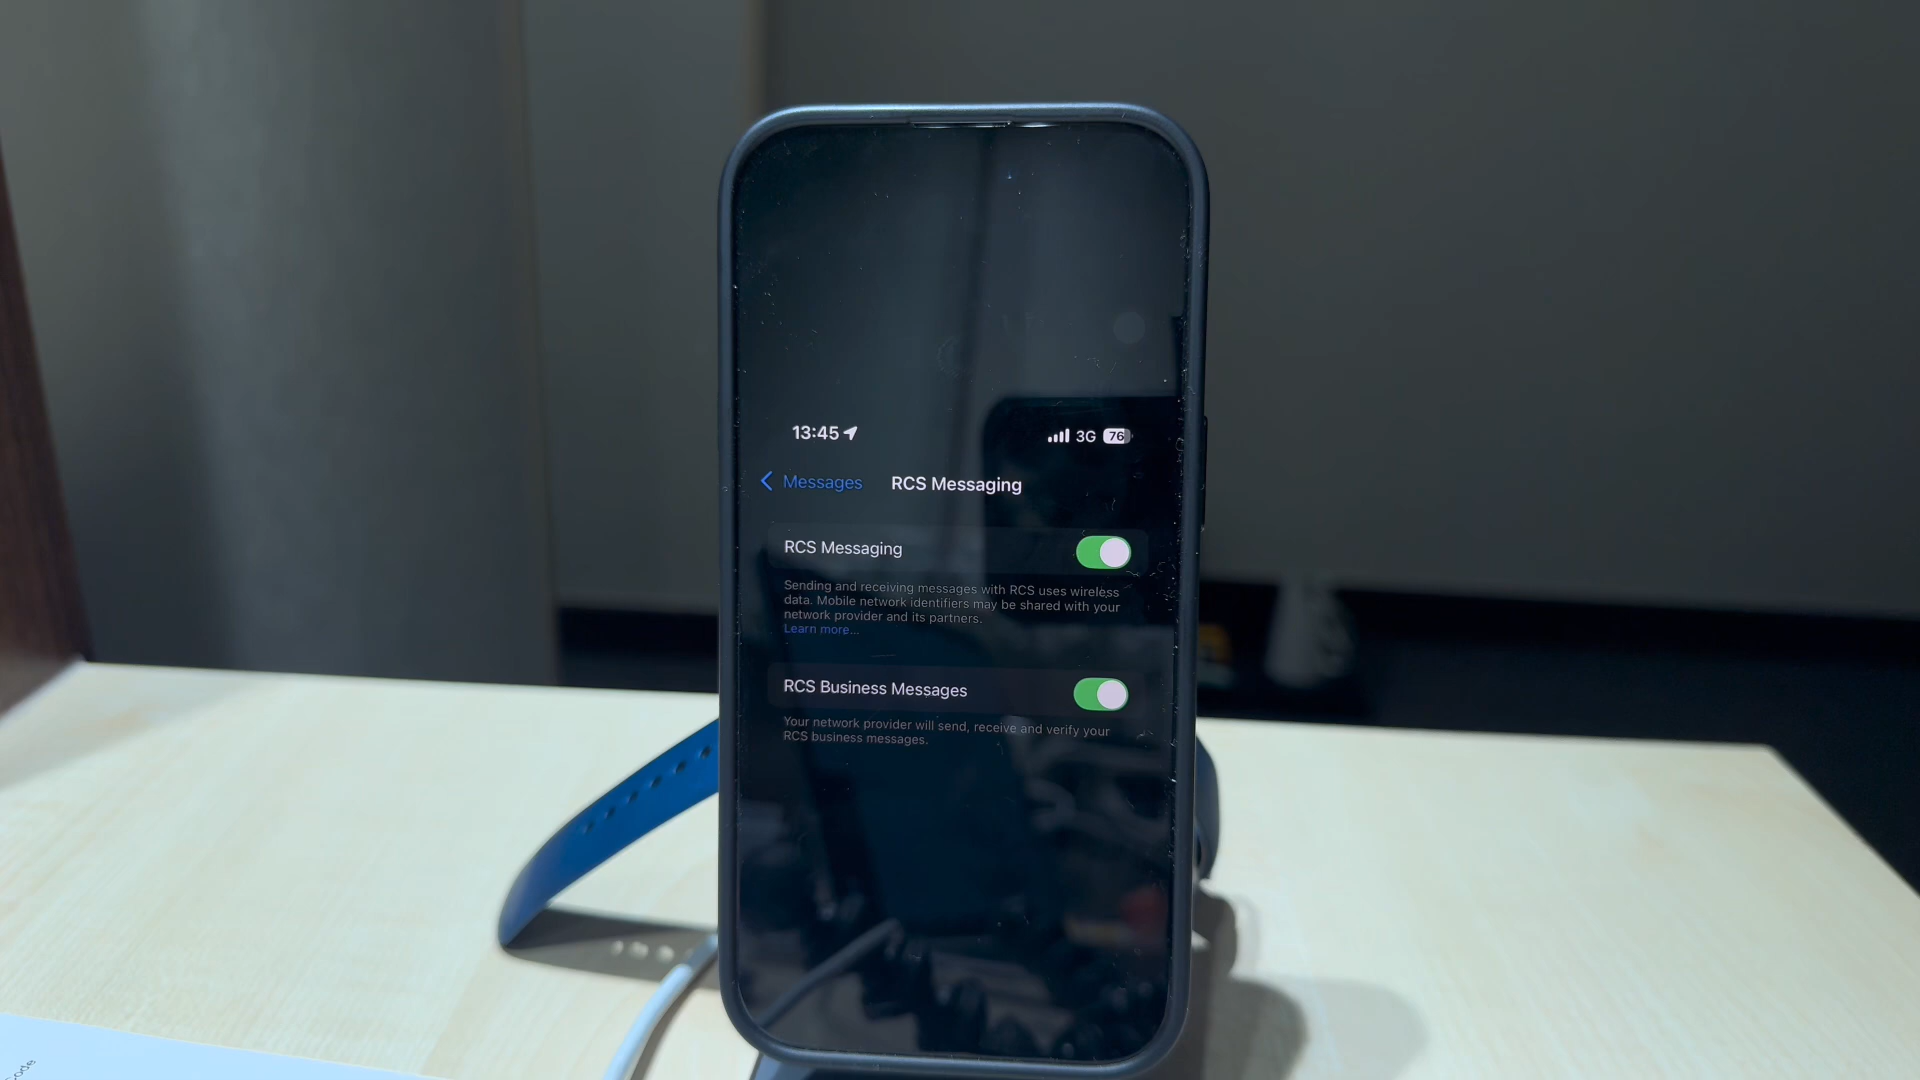 13:45 3G 76
Messages RCS Messaging
RCS Messaging
Sending and receiving messages with RCS uses wireless
data. Mobile network identifiers may be shared with your
network provider and its partners.
Learn more...
RCS Business Messages
Your network provider will send, receive and verify your
RCS business messages.